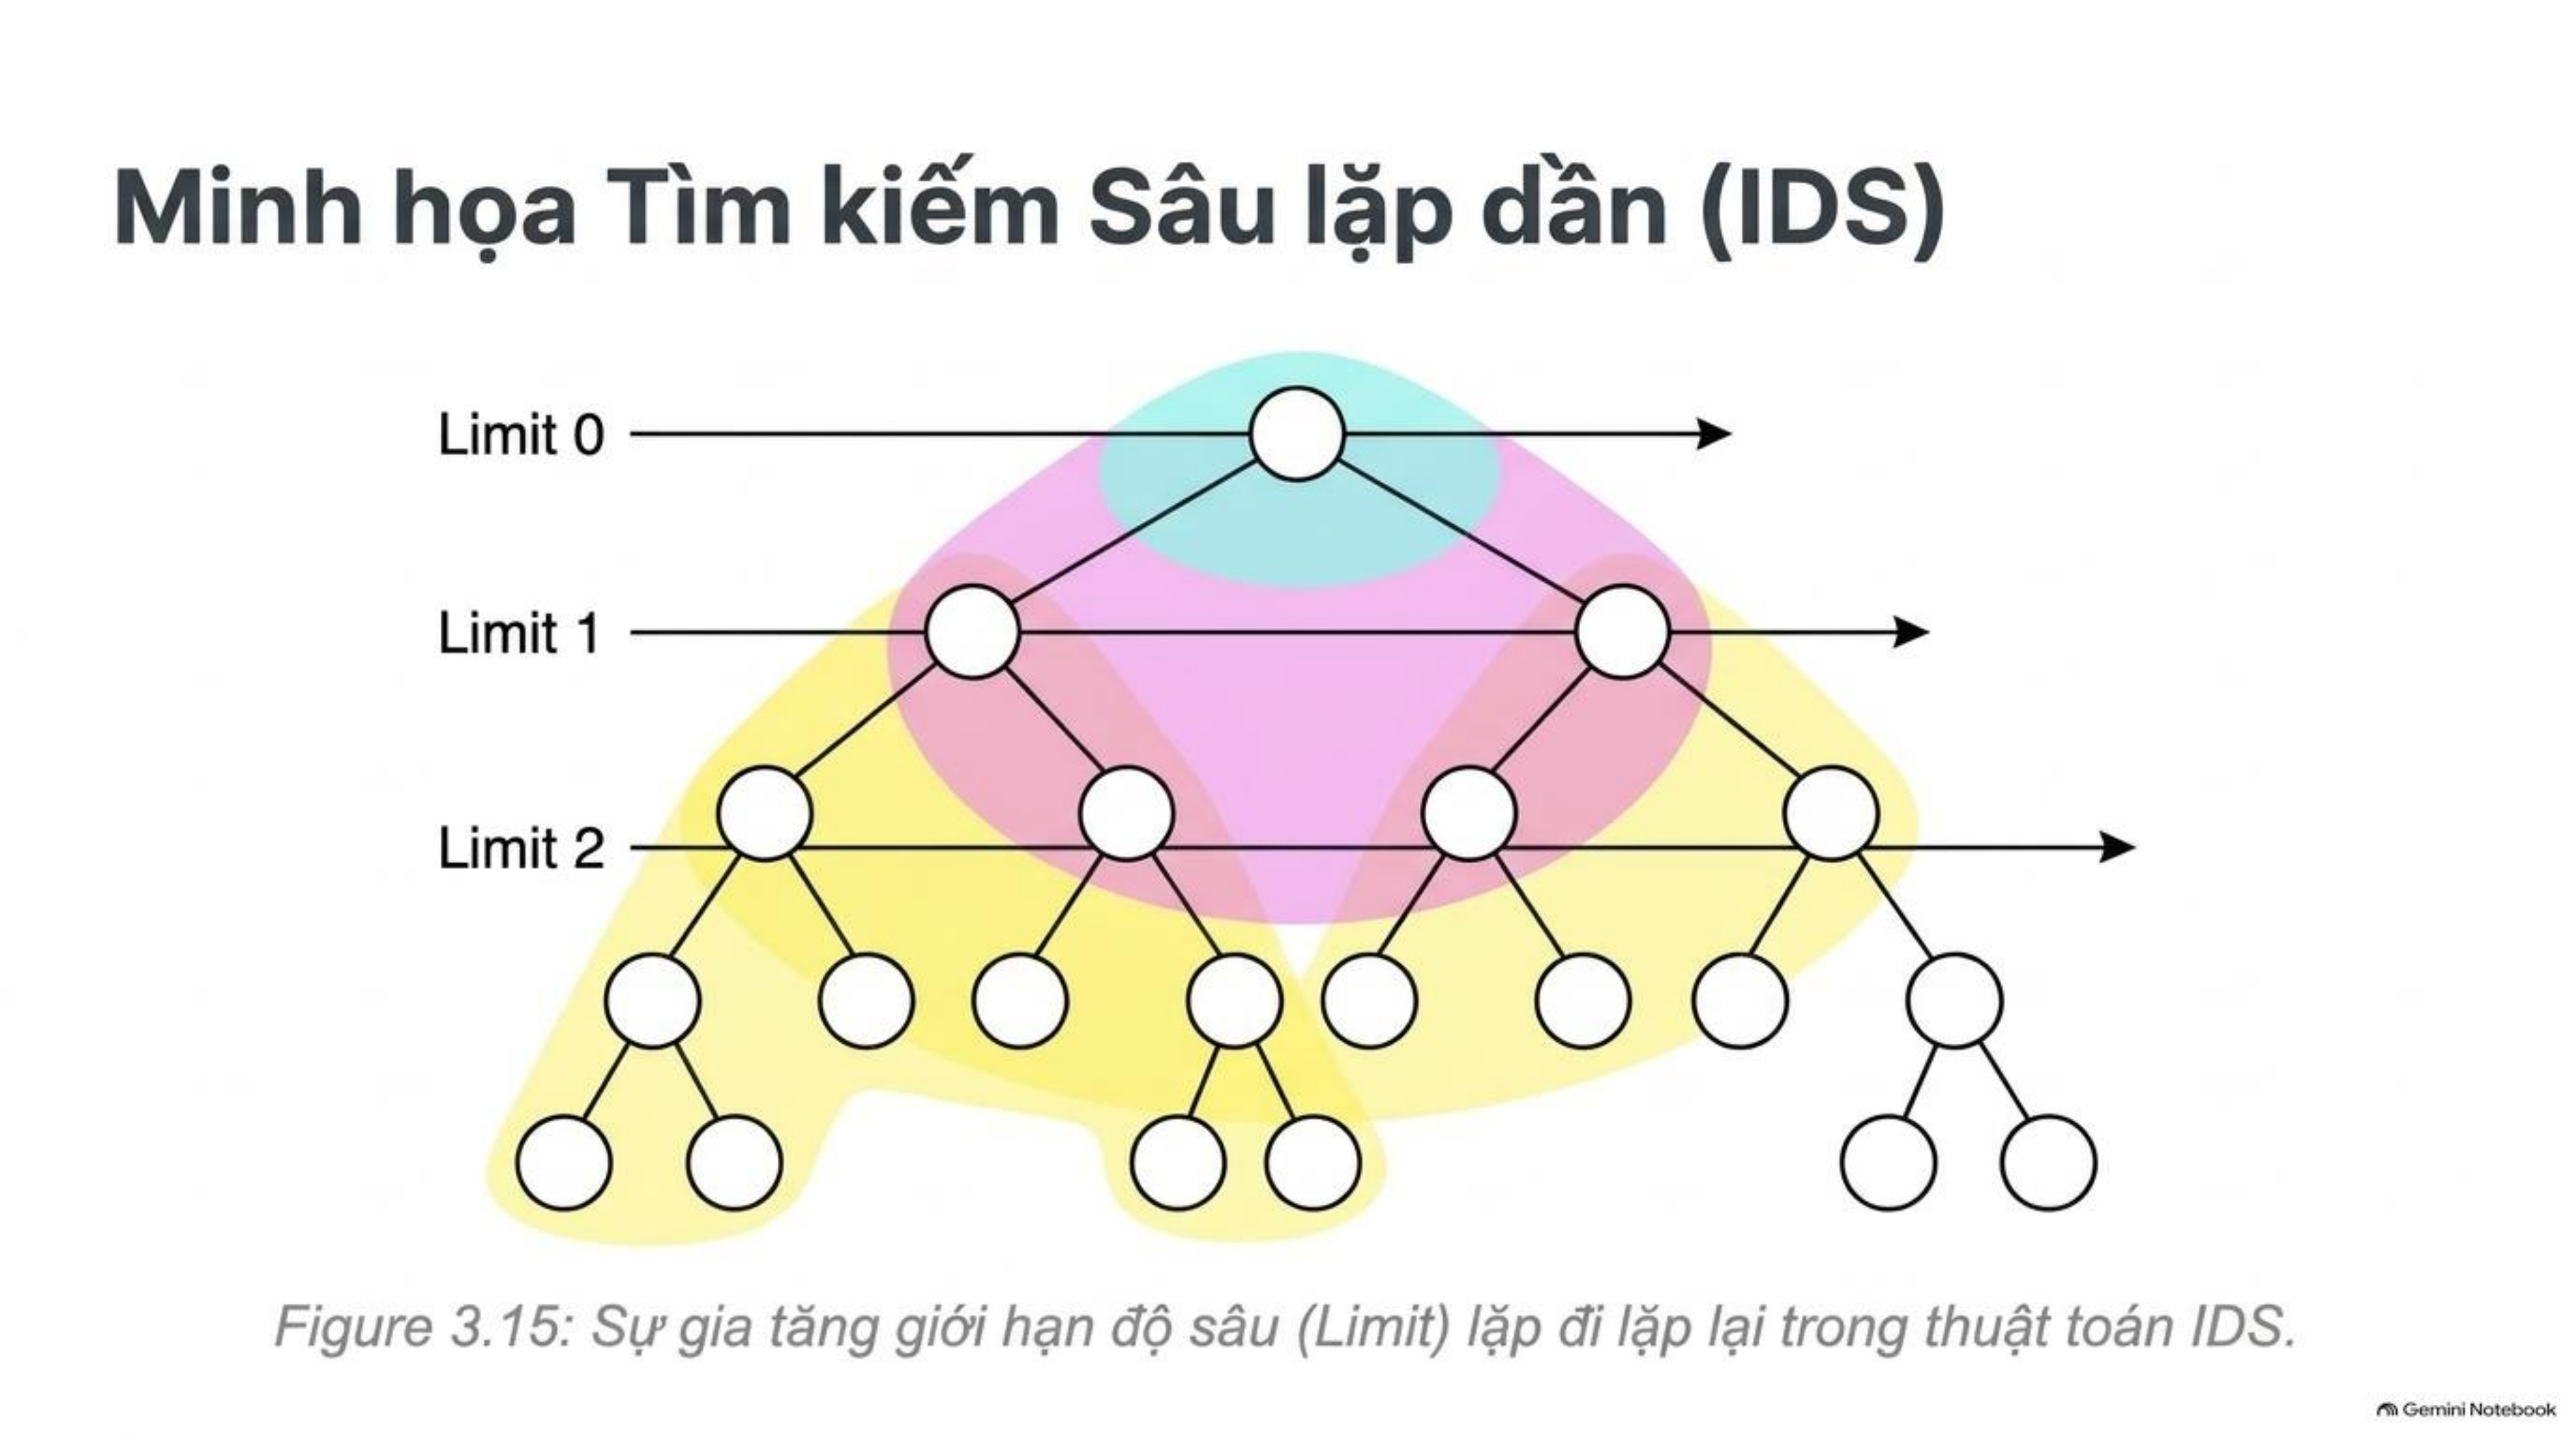 Minh họa Tìm kiếm Sâu lặp dần (IDS)
Limit 0
Limit 1
Limit 2
Figure 3.15: Sự gia tăng giới hạn độ sâu (Limit) lặp đi lặp lại trong thuật toán IDS.
Gemini Notebook